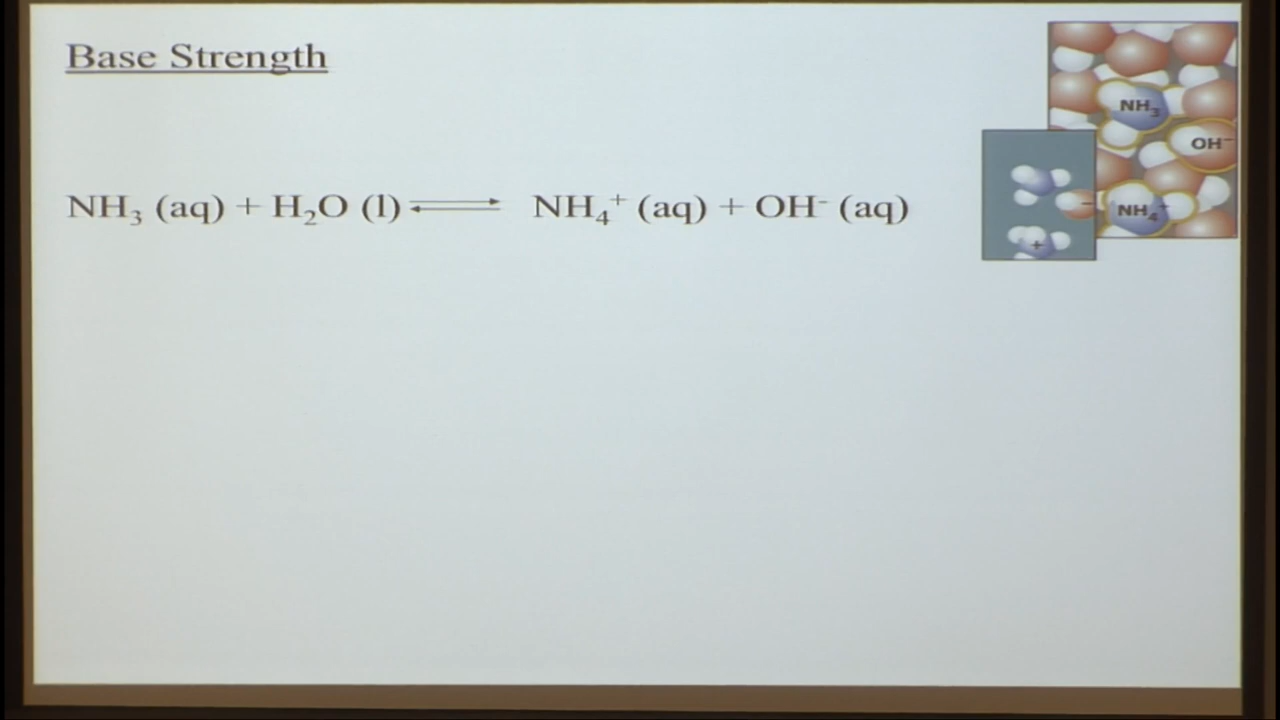 Base Strength
NH₃ (aq) + H₂O (l) ⇌ NH₄⁺ (aq) + OH⁻ (aq)
NH₃
OH⁻
NH₄⁺
−
+